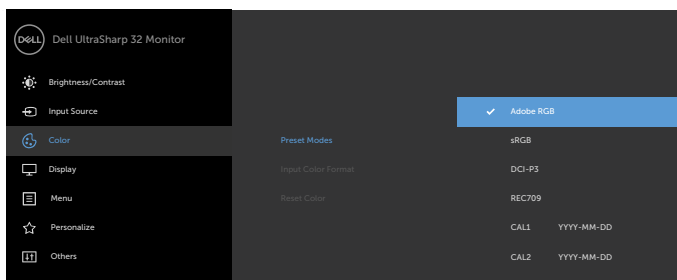 DELL Dell UltraSharp 32 Monitor
Brightness/Contrast
Input Source
Adobe RGB
Color
Preset Modes
sRGB
Display
Input Color Format
DCI-P3
Menu
Reset Color
REC709
Personalize
CAL1 YYYY-MM-DD
Others
CAL2 YYYY-MM-DD